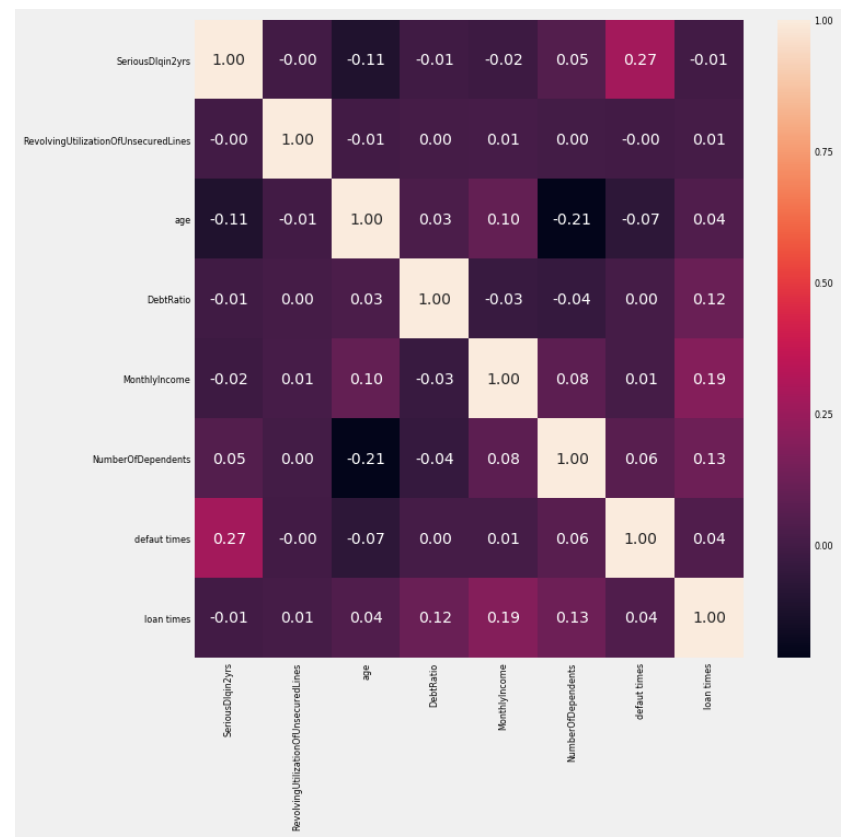 1.00
SeriousDlqin2yrs 1.00 -0.00 -0.11 -0.01 -0.02 0.05 0.27 -0.01
RevolvingUtilizationOfUnsecuredLines -0.00 1.00 -0.01 0.00 0.01 0.00 -0.00 0.01
0.75
age -0.11 -0.01 1.00 0.03 0.10 -0.21 -0.07 0.04
0.50
DebtRatio -0.01 0.00 0.03 1.00 -0.03 -0.04 0.00 0.12
MonthlyIncome -0.02 0.01 0.10 -0.03 1.00 0.08 0.01 0.19
0.25
NumberOfDependents 0.05 0.00 -0.21 -0.04 0.08 1.00 0.06 0.13
defaut times 0.27 -0.00 -0.07 0.00 0.01 0.06 1.00 0.04
0.00
loan times -0.01 0.01 0.04 0.12 0.19 0.13 0.04 1.00
SeriousDlqin2yrs
RevolvingUtilizationOfUnsecuredLines
age
DebtRatio
MonthlyIncome
NumberOfDependents
defaut times
loan times